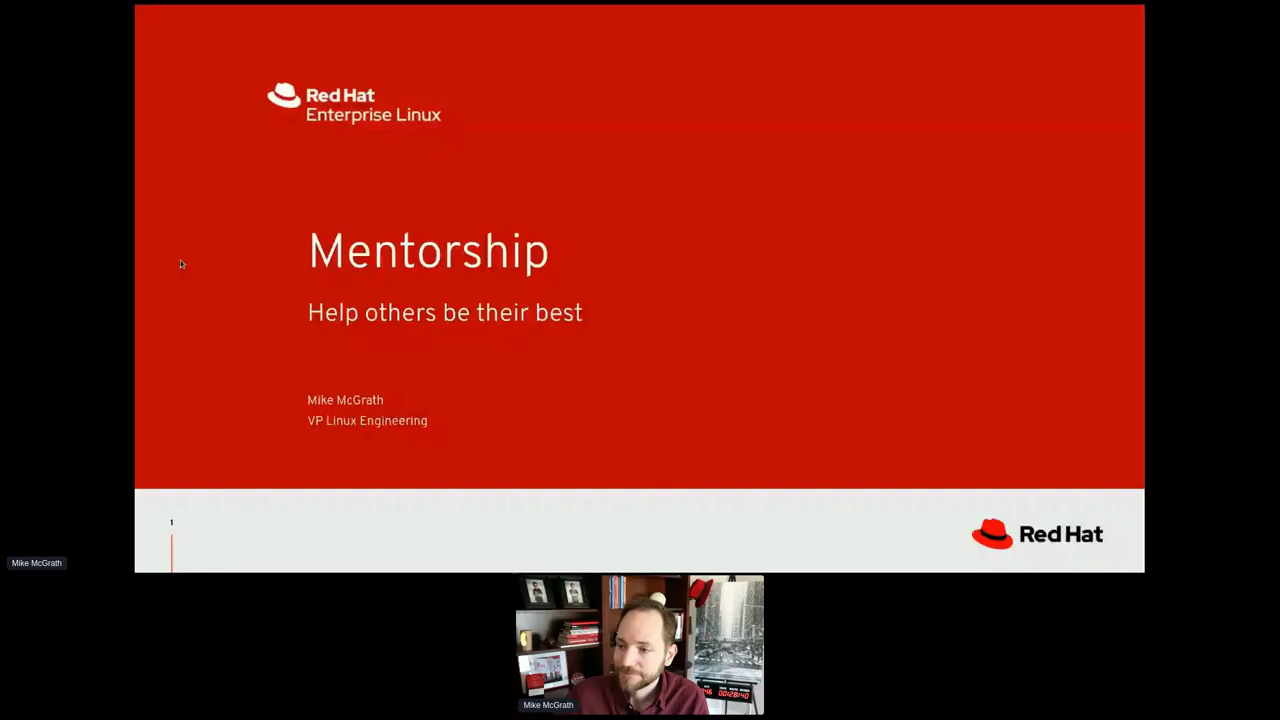 Red Hat
Enterprise Linux
Mentorship
Help others be their best
Mike McGrath
VP Linux Engineering
1
Red Hat
Mike McGrath
Mike McGrath